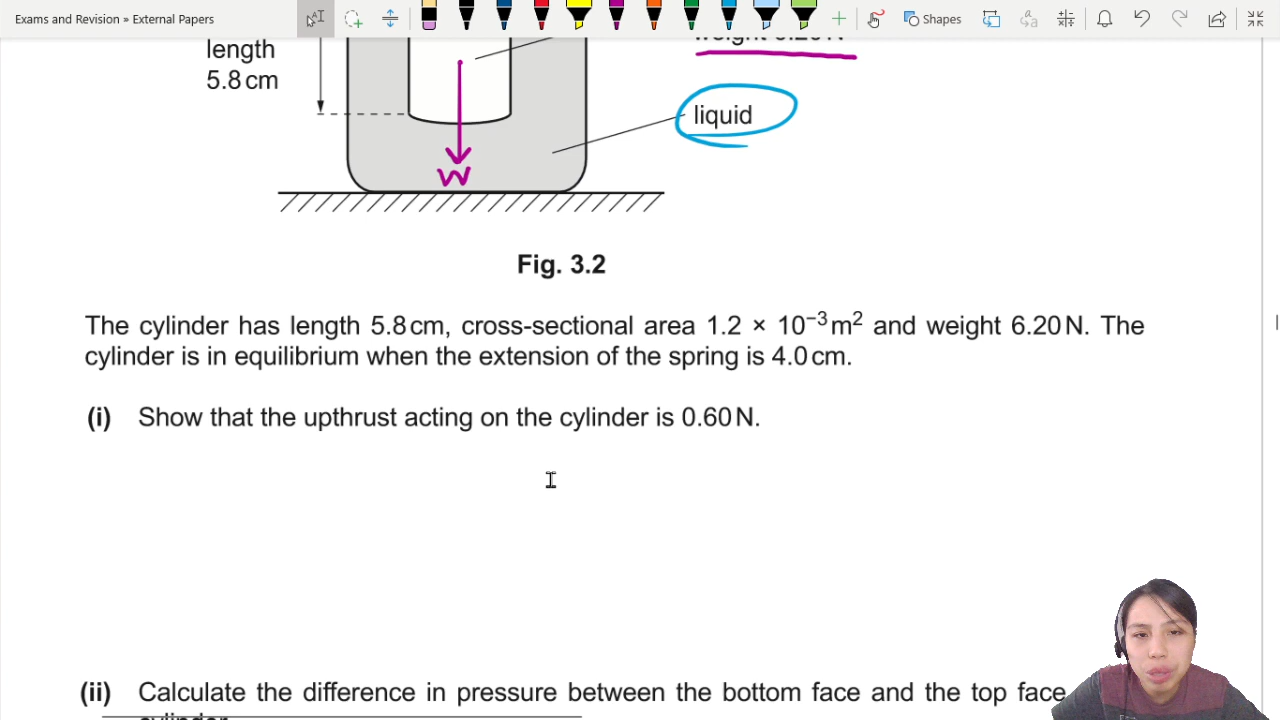 Exams and Revision » External Papers
Shapes
length
5.8 cm
liquid
W
Fig. 3.2
The cylinder has length 5.8 cm, cross-sectional area 1.2 × 10⁻³ m² and weight 6.20 N. The
cylinder is in equilibrium when the extension of the spring is 4.0 cm.
(i) Show that the upthrust acting on the cylinder is 0.60 N.
(ii) Calculate the difference in pressure between the bottom face and the top face